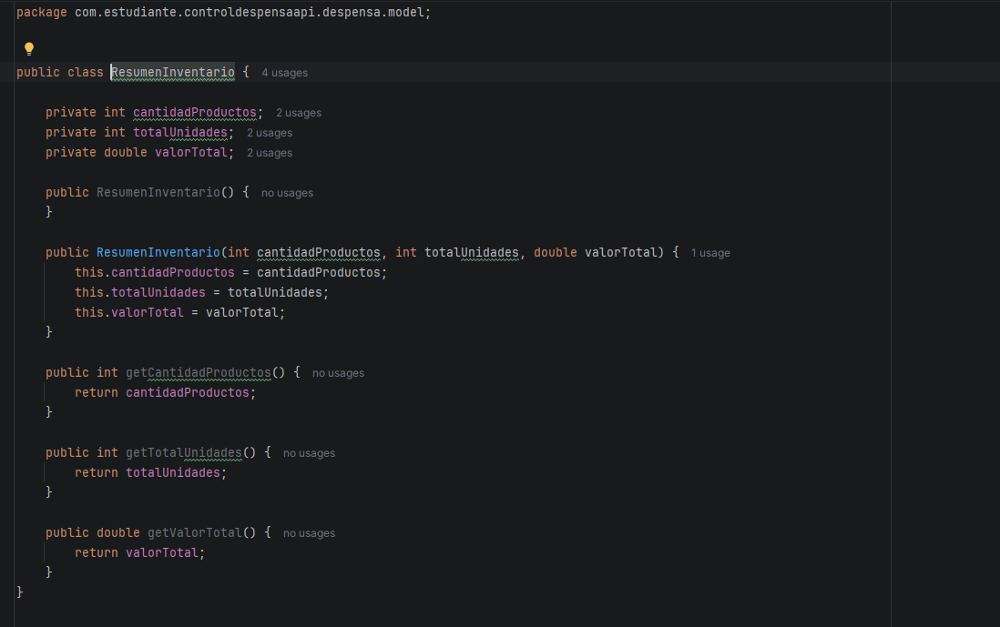 package com.estudiante.controldespensaapi.despensa.model;
public class ResumenInventario { 4 usages
private int cantidadProductos; 2 usages
private int totalUnidades; 2 usages
private double valorTotal; 2 usages
public ResumenInventario() { no usages
}
public ResumenInventario(int cantidadProductos, int totalUnidades, double valorTotal) { 1 usage
this.cantidadProductos = cantidadProductos;
this.totalUnidades = totalUnidades;
this.valorTotal = valorTotal;
}
public int getCantidadProductos() { no usages
return cantidadProductos;
}
public int getTotalUnidades() { no usages
return totalUnidades;
}
public double getValorTotal() { no usages
return valorTotal;
}
}